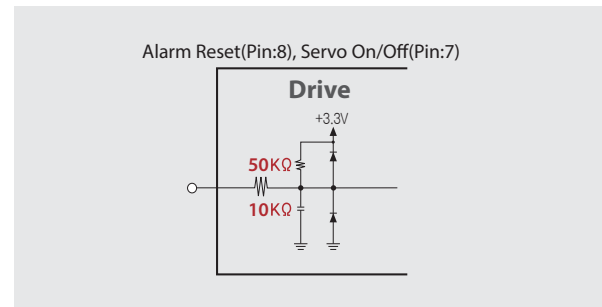 Alarm Reset(Pin:8), Servo On/Off(Pin:7)
Drive
+3.3V
50KΩ
10KΩ